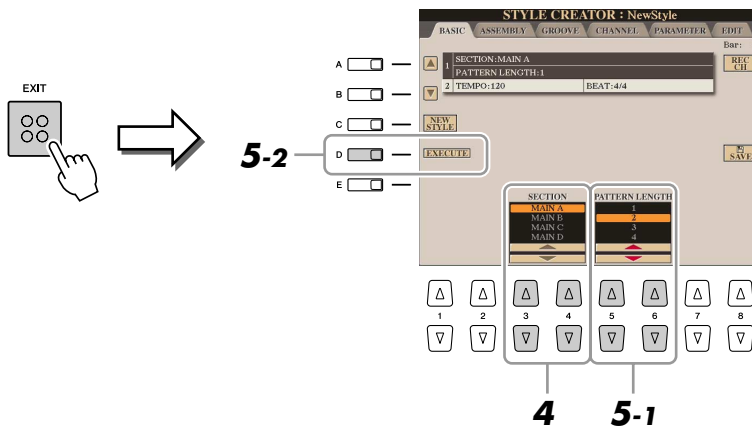 STYLE CREATOR : NewStyle
BASIC ASSEMBLY GROOVE CHANNEL PARAMETER EDIT
Bar:
A
1 SECTION:MAIN A
PATTERN LENGTH:1
REC CH
EXIT
B
2 TEMPO:120 BEAT:4/4
C
NEW STYLE
5-2
D
EXECUTE
SAVE
E
SECTION PATTERN LENGTH
MAIN A 1
MAIN B 2
MAIN C 3
MAIN D 4
1 2 3 4 5 6 7 8
4 5-1